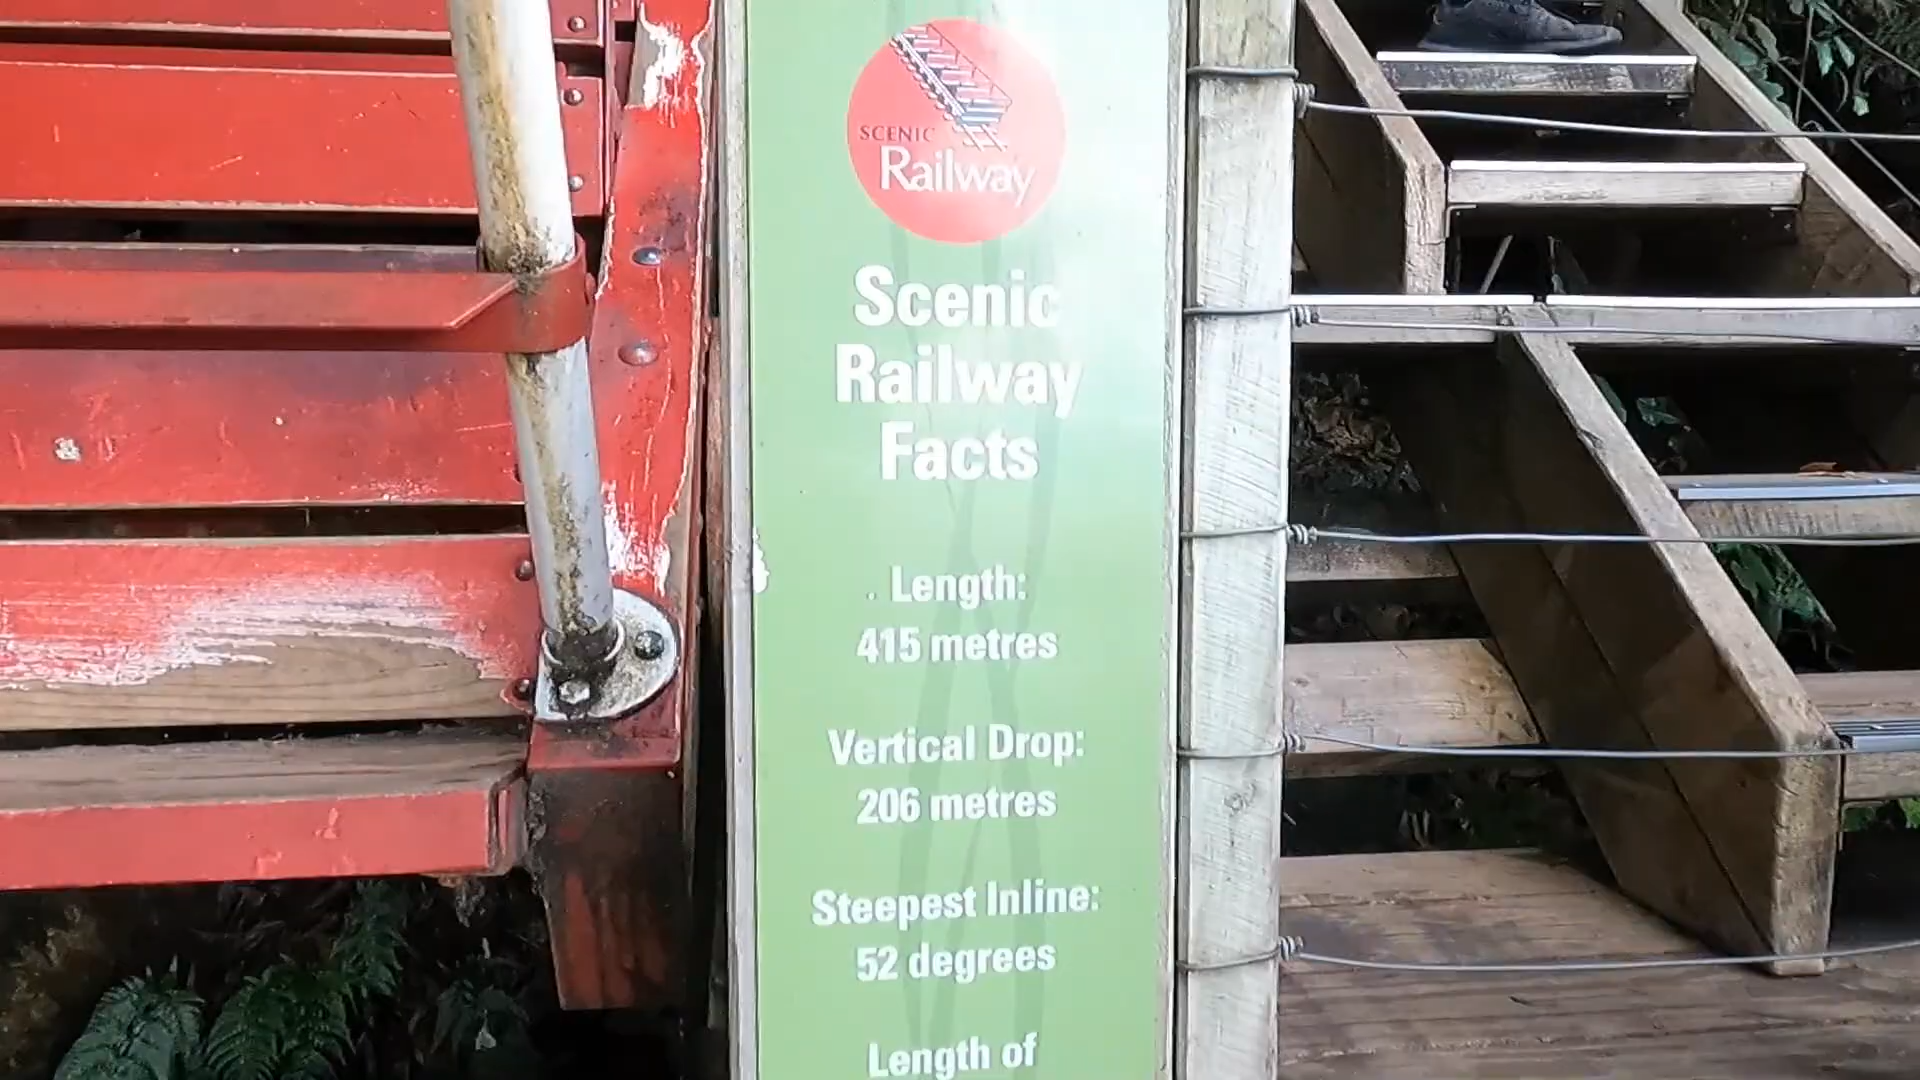 SCENIC
Railway
Scenic
Railway
Facts
Length:
415 metres
Vertical Drop:
206 metres
Steepest Inline:
52 degrees
Length of